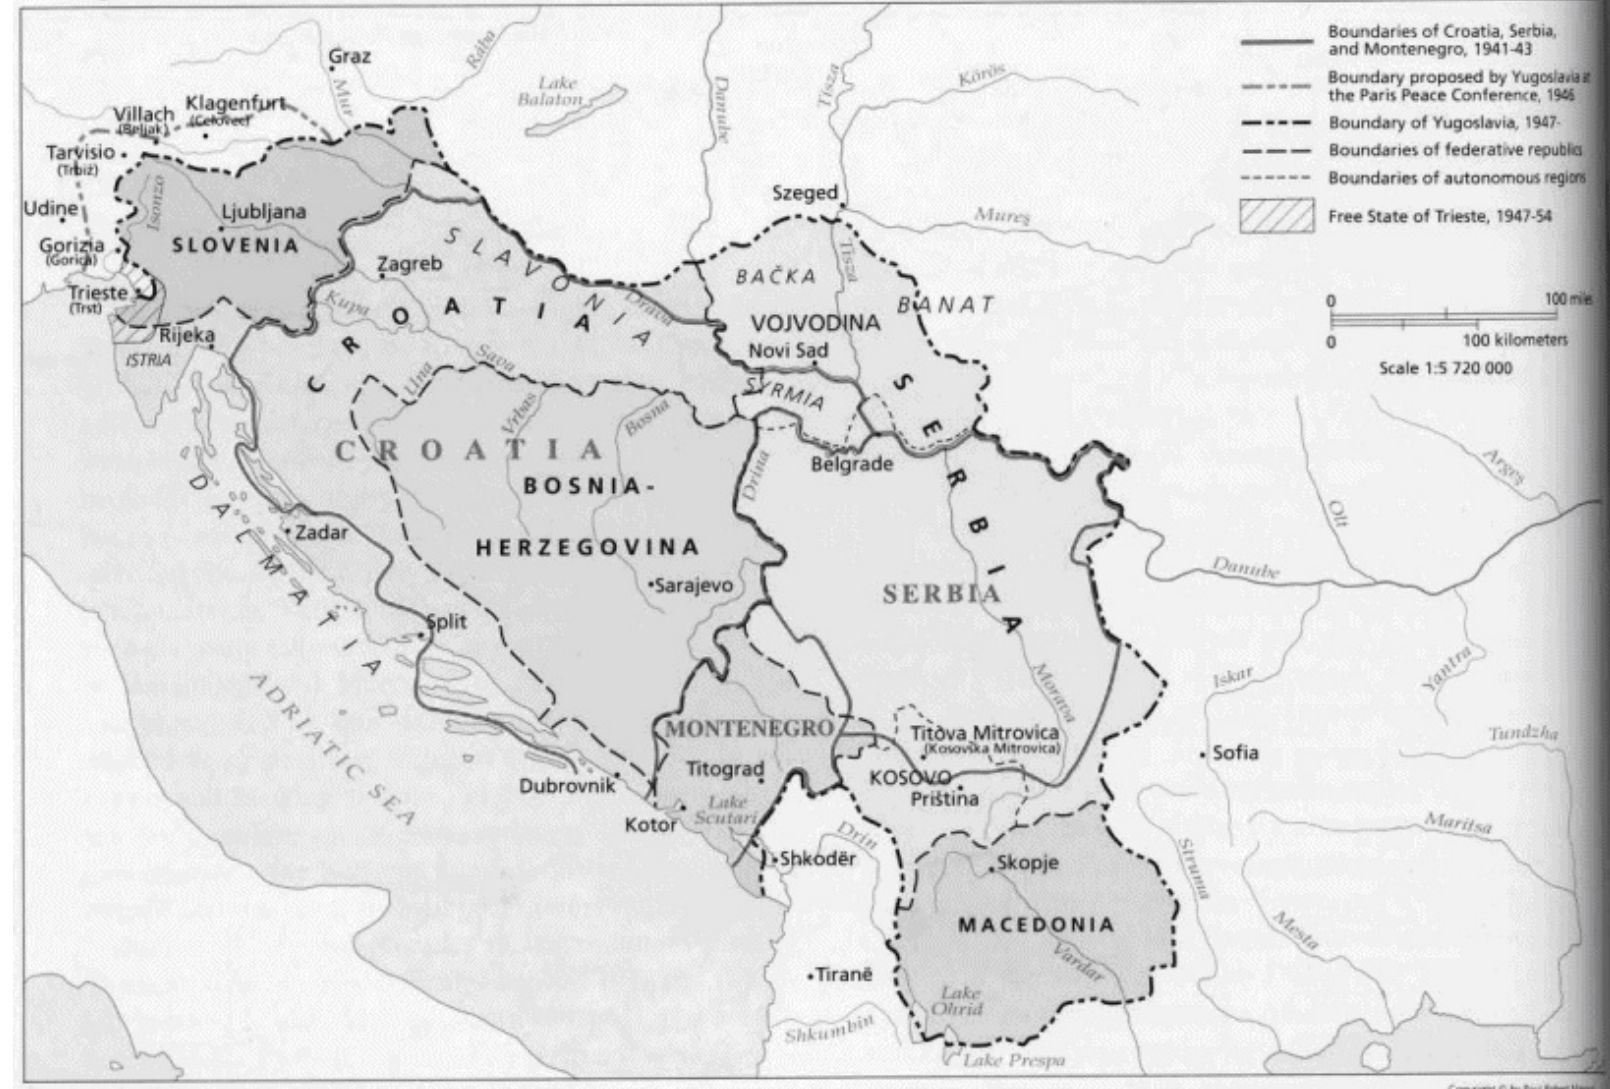 Boundaries of Croatia, Serbia,
and Montenegro, 1941-43
Boundary proposed by Yugoslavia at
the Paris Peace Conference, 1946
Boundary of Yugoslavia, 1947-
Boundaries of federative republics
Boundaries of autonomous regions
Free State of Trieste, 1947-54
0 100 miles
0 100 kilometers
Scale 1:5 720 000
Graz
Mur
Rába
Lake
Balaton
Danube
Tisza
Körös
Villach
(Beljak)
Klagenfurt
(Celovec)
Tarvisio
(Trbiž)
Udine
Isonzo
Ljubljana
SLOVENIA
Gorizia
(Gorica)
Trieste
(Trst)
Rijeka
ISTRIA
Szeged
Mureş
Tisza
SLAVONIA
Zagreb
Kupa
CROATIA
Drava
BAČKA
BANAT
VOJVODINA
Novi Sad
SYRMIA
Una
Sava
Vrbas
Bosna
CROATIA
BOSNIA-
HERZEGOVINA
Sarajevo
Drina
Belgrade
SERBIA
SERBIA
Morava
DALMATIA
Zadar
Split
ADRIATIC SEA
Dubrovnik
Kotor
MONTENEGRO
Titograd
Lake
Scutari
Titova Mitrovica
(Kosovska Mitrovica)
KOSOVO
Priština
Drin
Shkodër
Skopje
MACEDONIA
Vardar
Tiranë
Lake
Ohrid
Shkumbin
Lake Prespa
Argeş
Olt
Danube
Iskar
Yantra
Sofia
Tundzha
Maritsa
Struma
Mesta